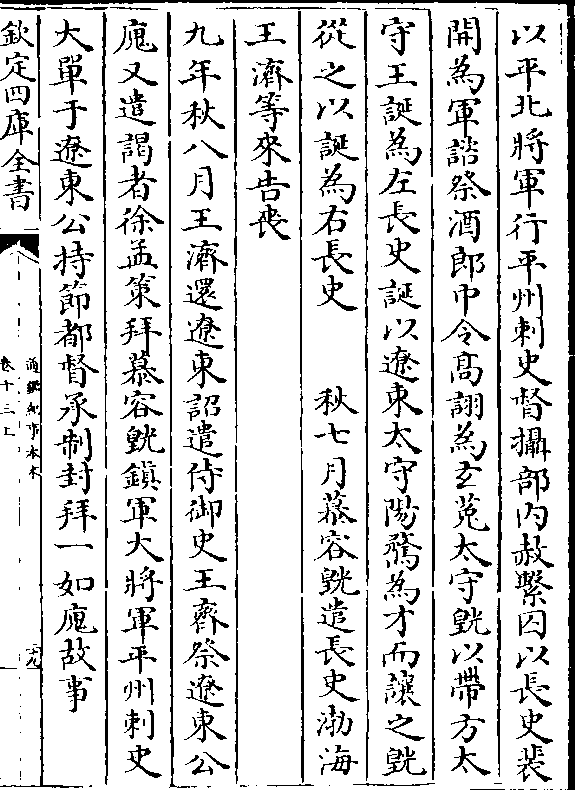 以平北將軍行平州刺史督攝部内赦繫囚以長史裴
開為軍諮祭酒郎中令髙詡為玄菟太守皝以帶方太
守王誕為左長史誕以遼東太守陽騖為才而讓之皝
從之以誕為右長史　秋七月慕容皝遣長史渤海
王濟等來告喪
九年秋八月王濟還遼東詔遣侍御史王齊祭遼東公
廆又遣謁者徐孟策拜慕容皝鎮軍大將軍平州刺史
大單于遼東公持節都督承制封拜一如廆故事
欽定四庫全書
通鑑紀事本末
卷十三上
十九